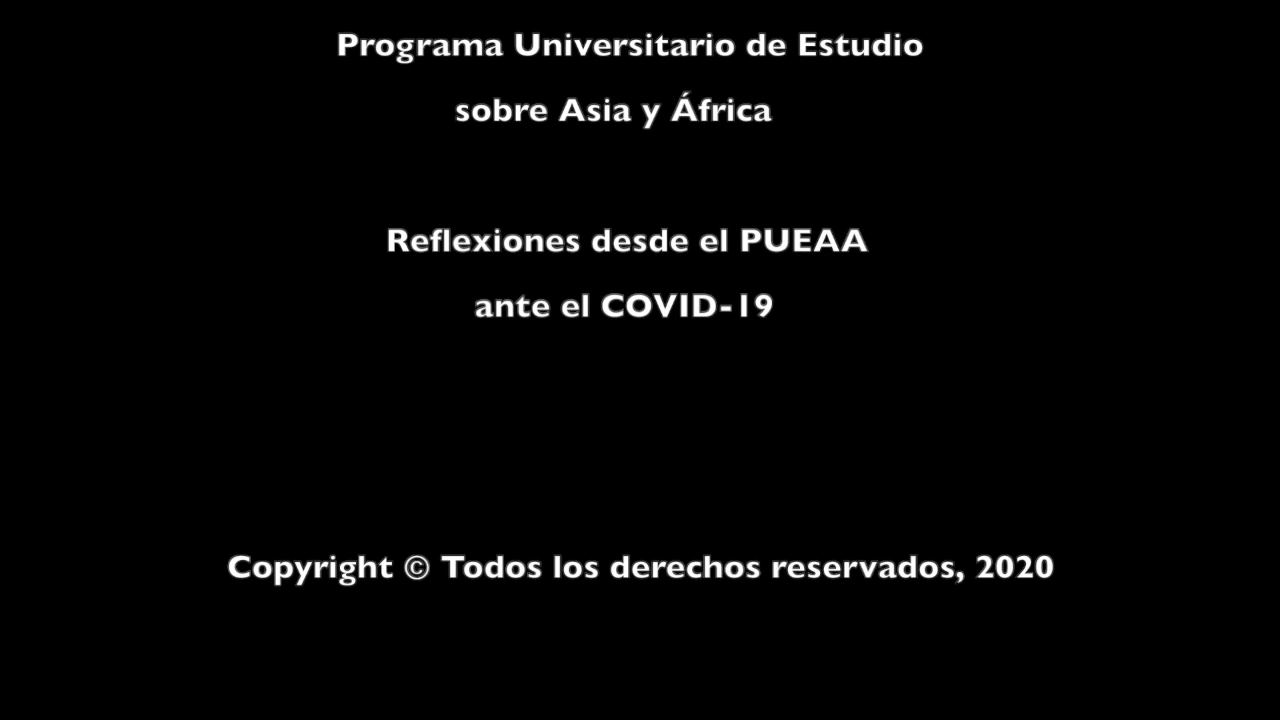 Programa Universitario de Estudio
sobre Asia y África
Reflexiones desde el PUEAA
ante el COVID-19
Copyright © Todos los derechos reservados, 2020